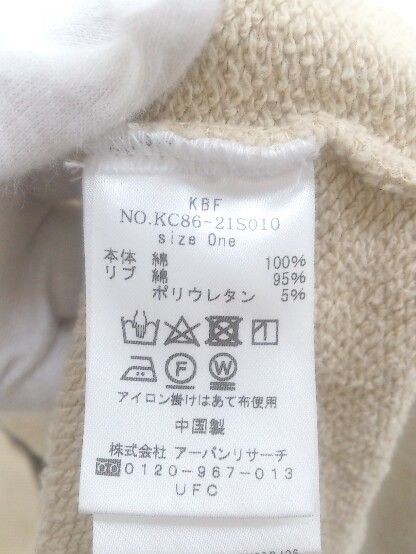 KBF
NO.KC86-21S010
size One
本体 綿 100%
リブ 綿 95%
ポリウレタン 5%
F W
アイロン掛けはあて布使用
中国製
株式会社 アーバンリサーチ
0120-967-013
UFC